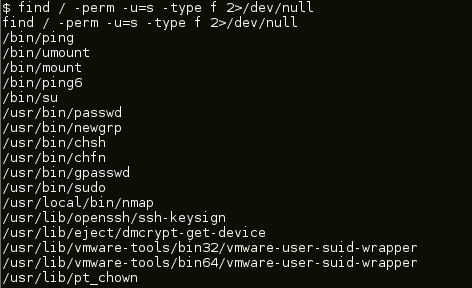 $ find / -perm -u=s -type f 2>/dev/null
find / -perm -u=s -type f 2>/dev/null
/bin/ping
/bin/umount
/bin/mount
/bin/ping6
/bin/su
/usr/bin/passwd
/usr/bin/newgrp
/usr/bin/chsh
/usr/bin/chfn
/usr/bin/gpasswd
/usr/bin/sudo
/usr/local/bin/nmap
/usr/lib/openssh/ssh-keysign
/usr/lib/eject/dmcrypt-get-device
/usr/lib/vmware-tools/bin32/vmware-user-suid-wrapper
/usr/lib/vmware-tools/bin64/vmware-user-suid-wrapper
/usr/lib/pt_chown